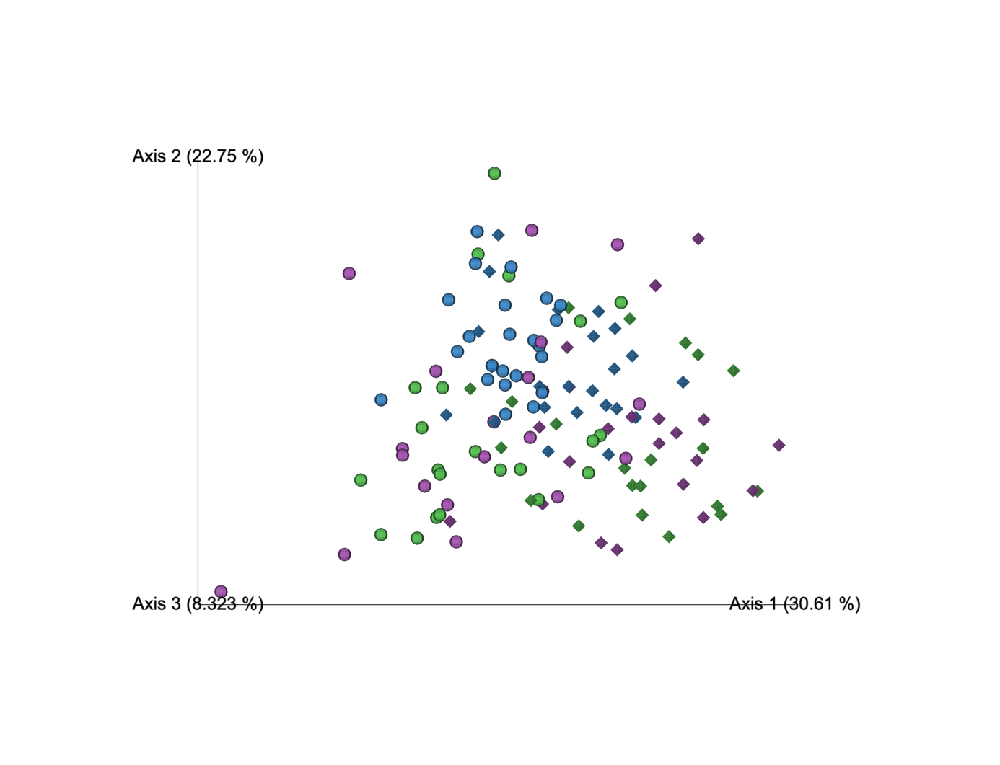 Axis 2 (22.75 %)
Axis 3 (8.323 %)
Axis 1 (30.61 %)